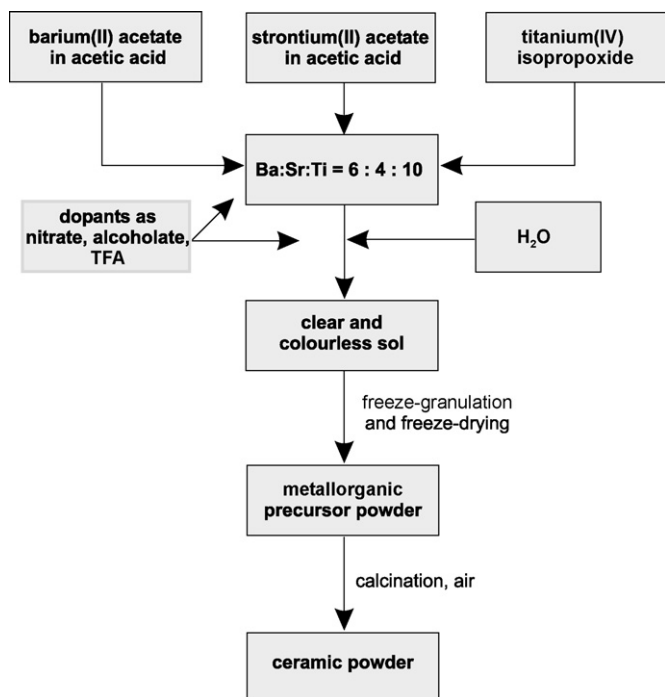 barium(II) acetate
in acetic acid
strontium(II) acetate
in acetic acid
titanium(IV)
isopropoxide
Ba:Sr:Ti = 6 : 4 : 10
dopants as
nitrate, alcoholate,
TFA
H₂O
clear and
colourless sol
freeze-granulation
and freeze-drying
metallorganic
precursor powder
calcination, air
ceramic powder